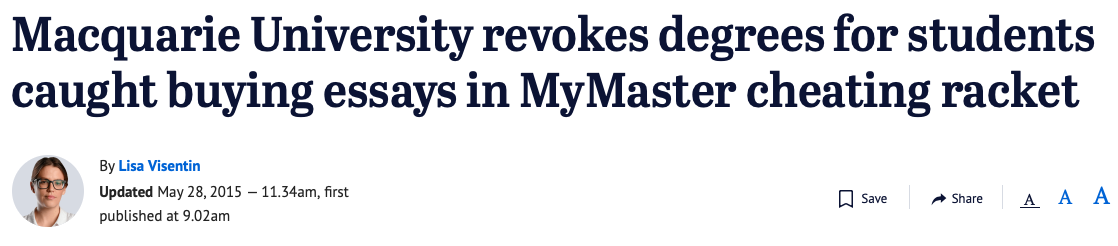 Macquarie University revokes degrees for students
caught buying essays in MyMaster cheating racket
By Lisa Visentin
Updated May 28, 2015 — 11.34am, first
published at 9.02am
Save
Share
A
A
A